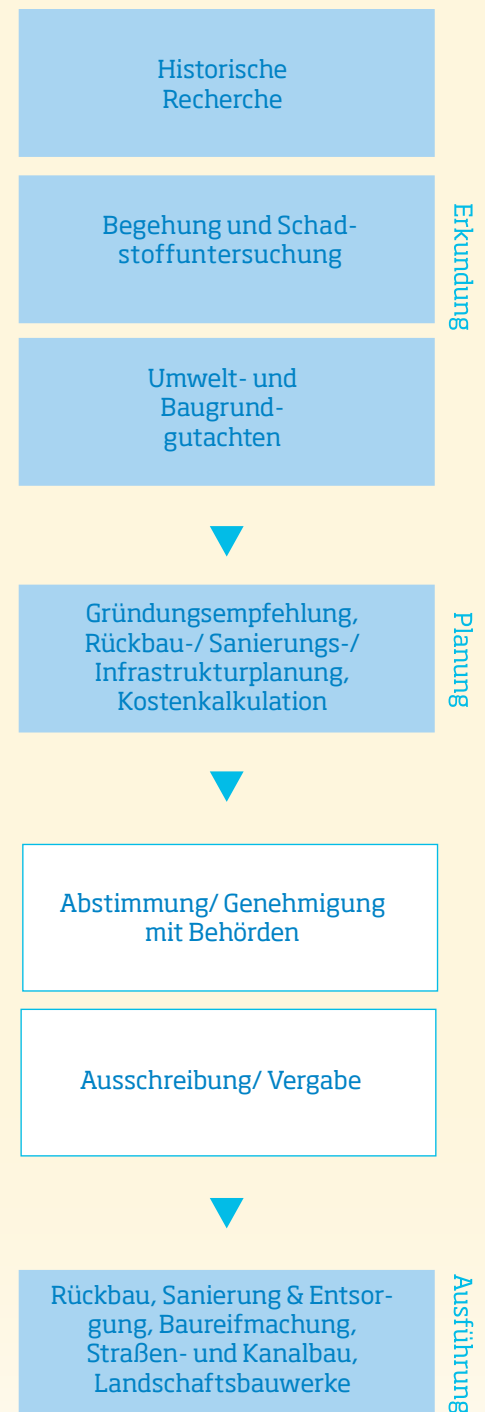 Historische
Recherche
Begehung und Schad-
stoffuntersuchung
Erkundung
Umwelt- und
Baugrund-
gutachten
Gründungsempfehlung,
Rückbau-/ Sanierungs-/
Infrastrukturplanung,
Kostenkalkulation
Planung
Abstimmung/ Genehmigung
mit Behörden
Ausschreibung/ Vergabe
Rückbau, Sanierung & Entsor-
gung, Baureifmachung,
Straßen- und Kanalbau,
Landschaftsbauwerke
Ausführung